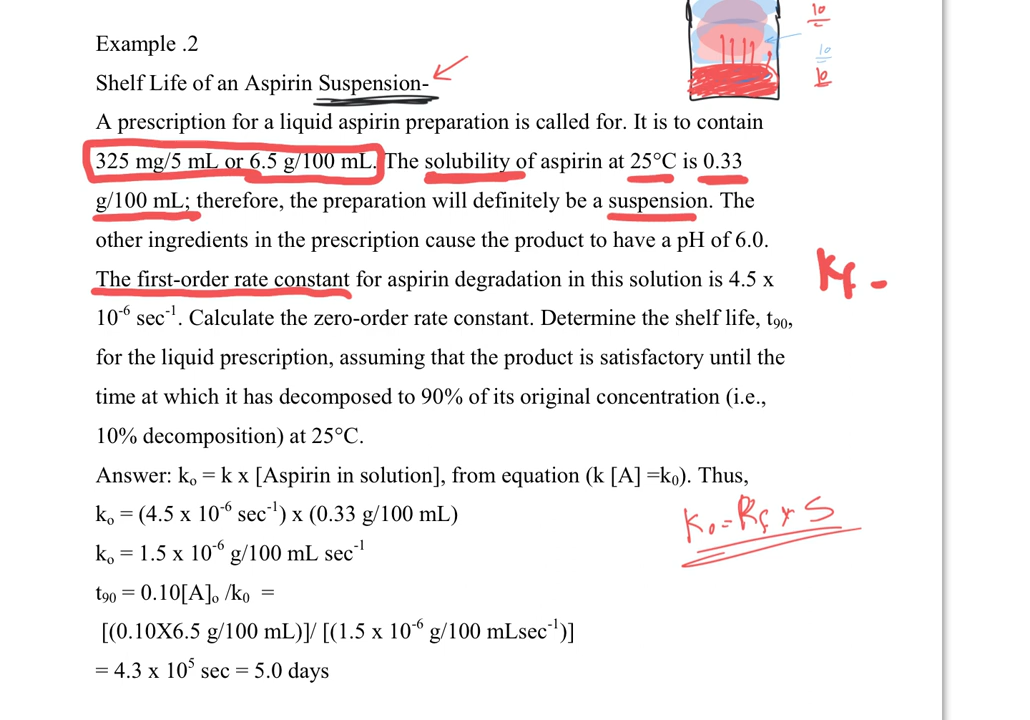 10
10
10
Example .2
Shelf Life of an Aspirin Suspension-
A prescription for a liquid aspirin preparation is called for. It is to contain
325 mg/5 mL or 6.5 g/100 mL. The solubility of aspirin at 25°C is 0.33
g/100 mL; therefore, the preparation will definitely be a suspension. The
other ingredients in the prescription cause the product to have a pH of 6.0.
The first-order rate constant for aspirin degradation in this solution is 4.5 x
Kf -
10⁻⁶ sec⁻¹. Calculate the zero-order rate constant. Determine the shelf life, t₉₀,
for the liquid prescription, assuming that the product is satisfactory until the
time at which it has decomposed to 90% of its original concentration (i.e.,
10% decomposition) at 25°C.
Answer: kₒ = k x [Aspirin in solution], from equation (k [A] =k₀). Thus,
kₒ = (4.5 x 10⁻⁶ sec⁻¹) x (0.33 g/100 mL)
K₀ = Kf x S
kₒ = 1.5 x 10⁻⁶ g/100 mL sec⁻¹
t₉₀ = 0.10[A]ₒ /k₀ =
[(0.10X6.5 g/100 mL)]/ [(1.5 x 10⁻⁶ g/100 mLsec⁻¹)]
= 4.3 x 10⁵ sec = 5.0 days